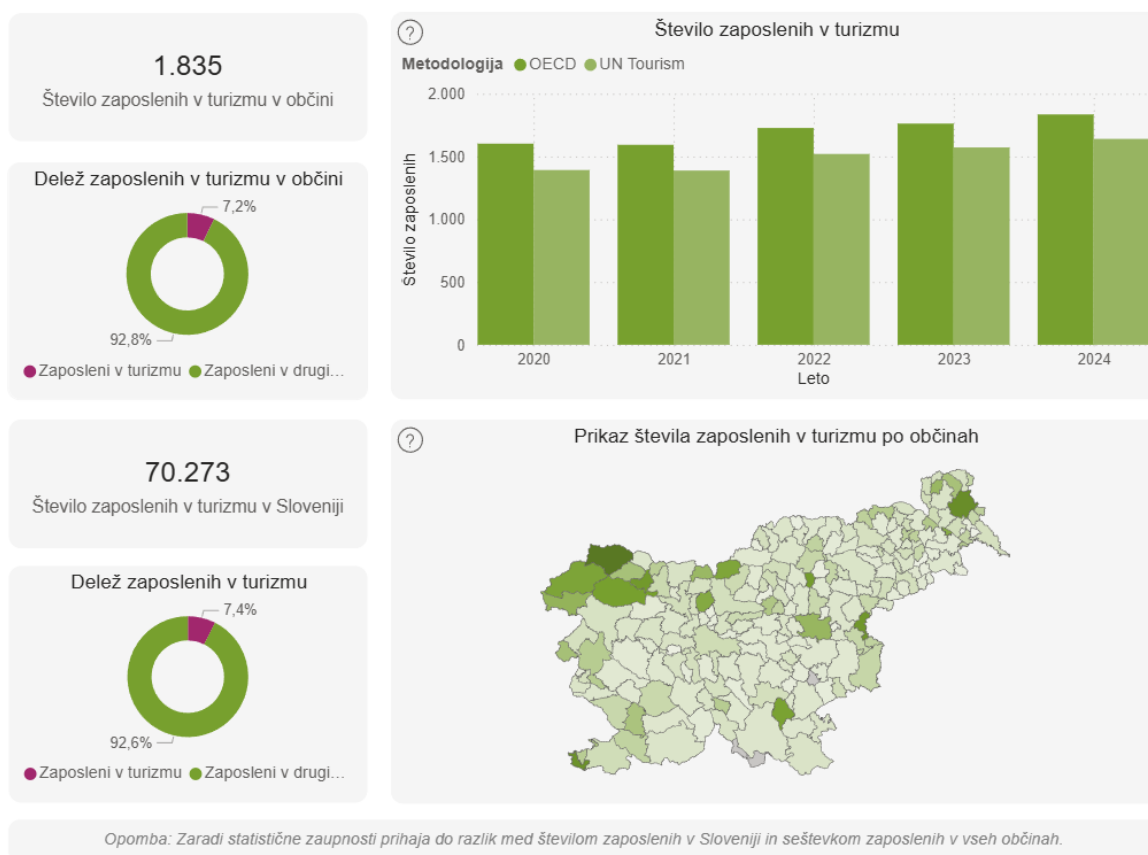 1.835
Število zaposlenih v turizmu v občini
Delež zaposlenih v turizmu v občini
7,2%
92,8%
Zaposleni v turizmu Zaposleni v drugi…
70.273
Število zaposlenih v turizmu v Sloveniji
Delež zaposlenih v turizmu
7,4%
92,6%
Zaposleni v turizmu Zaposleni v drugi…
?
Število zaposlenih v turizmu
Metodologija OECD UN Tourism
Število zaposlenih
2.000
1.500
1.000
500
0
2020 2021 2022 2023 2024
Leto
?
Prikaz števila zaposlenih v turizmu po občinah
Opomba: Zaradi statistične zaupnosti prihaja do razlik med številom zaposlenih v Sloveniji in seštevkom zaposlenih v vseh občinah.